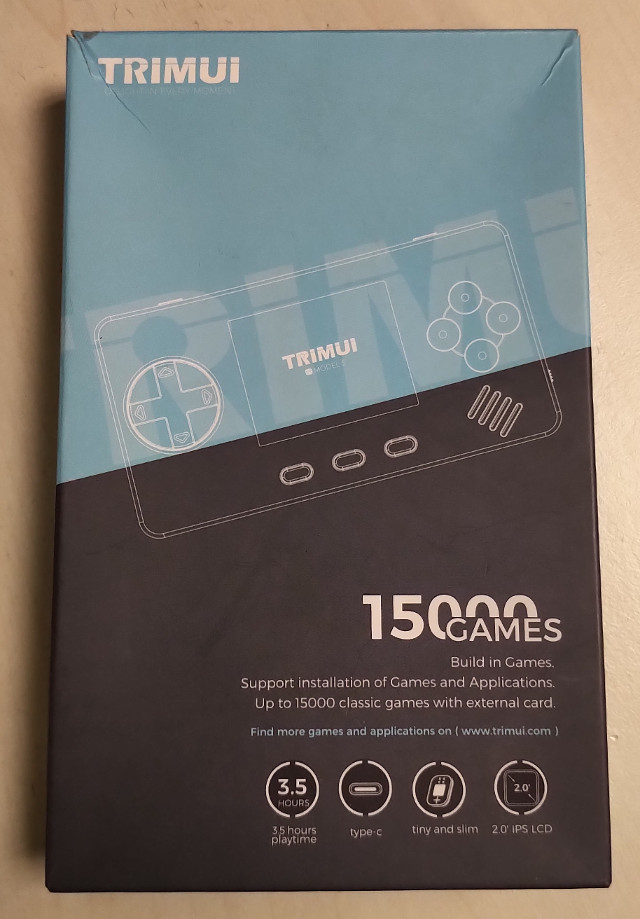 TRIMUI
TRIMUI
TRIMUI
MODEL S
15000
GAMES
Build in Games.
Support installation of Games and Applications.
Up to 15000 classic games with external card.
Find more games and applications on ( www.trimui.com )
3.5
HOURS
2.0'
3.5 hours
playtime
type-c
tiny and slim
2.0' IPS LCD